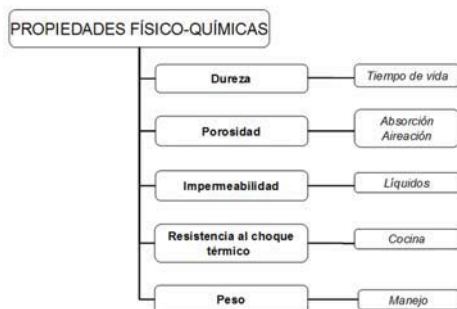 PROPIEDADES FÍSICO-QUÍMICAS
Dureza
Tiempo de vida
Porosidad
Absorción
Aireación
Impermeabilidad
Líquidos
Resistencia al choque
térmico
Cocina
Peso
Manejo